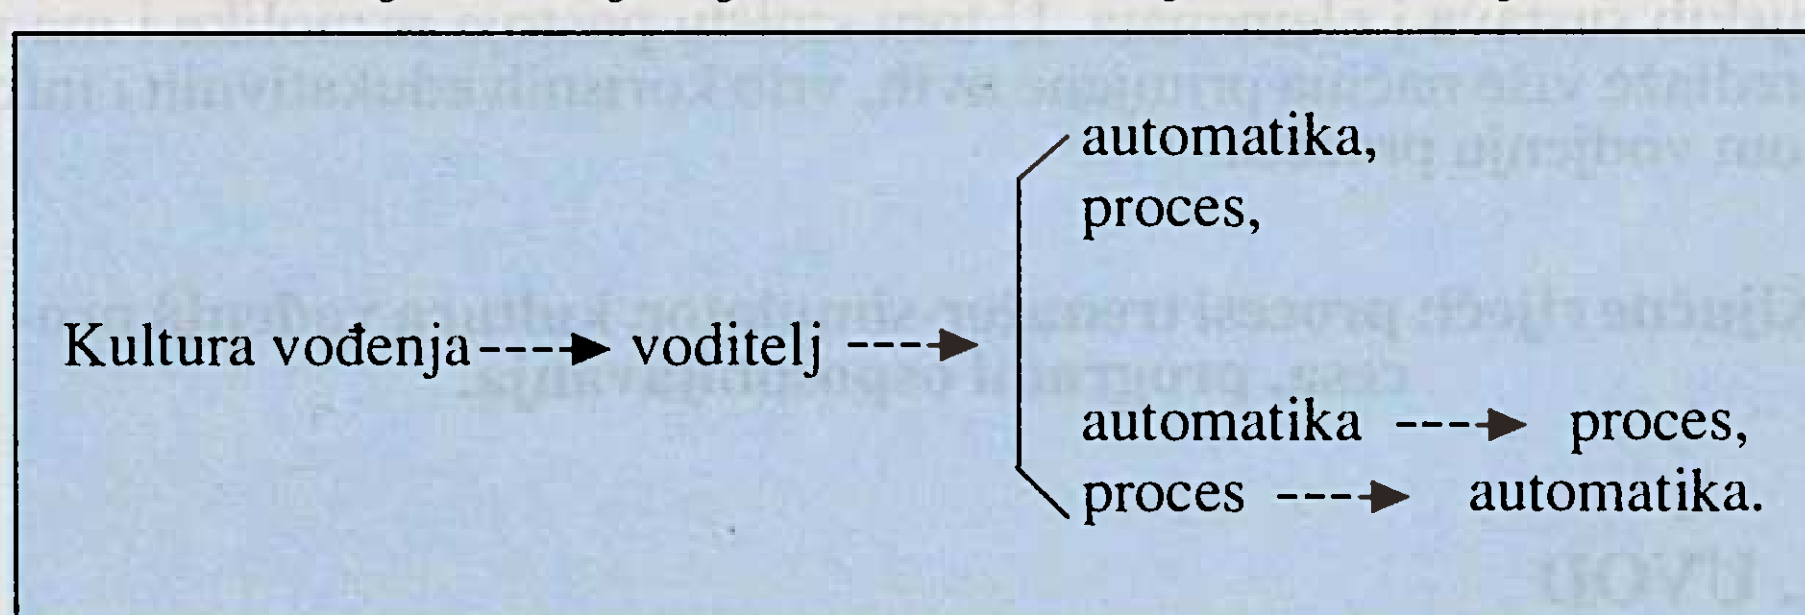 automatika,
proces,
Kultura vođenja ----► voditelj ----►
automatika ----► proces,
proces ----► automatika.